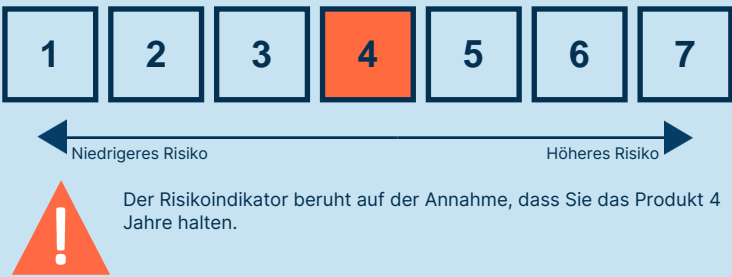 1 2 3 4 5 6 7
Niedrigeres Risiko Höheres Risiko
Der Risikoindikator beruht auf der Annahme, dass Sie das Produkt 4
Jahre halten.
!